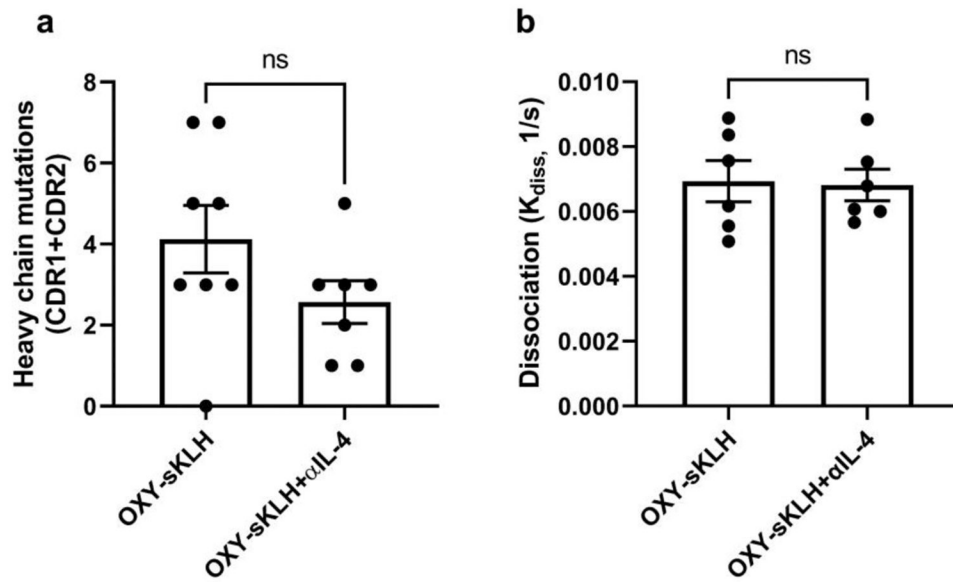 a
ns
Heavy chain mutations
(CDR1+CDR2)
8
6
4
2
0
OXY-sKLH
OXY-sKLH+αIL-4
b
ns
Dissociation (Kdiss, 1/s)
0.010
0.008
0.006
0.004
0.002
0.000
OXY-sKLH
OXY-sKLH+αIL-4